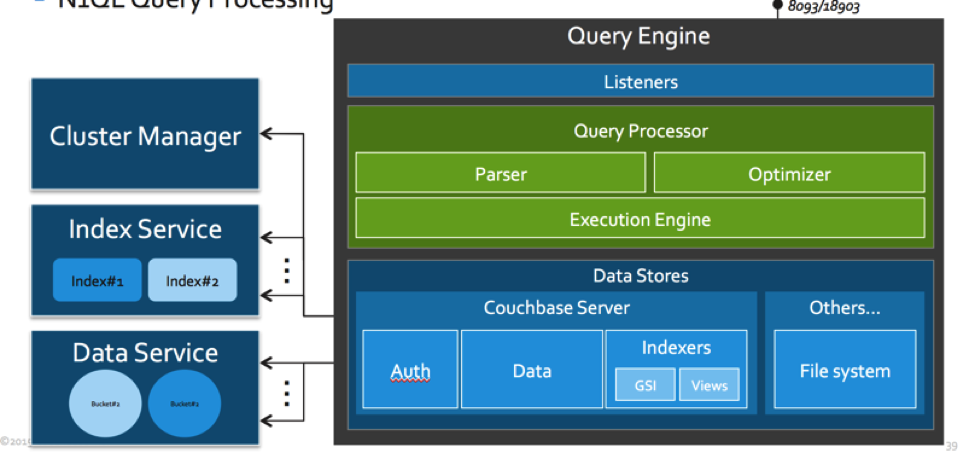 N1QL Query Processing
8093/18903
Query Engine
Listeners
Query Processor
Parser
Optimizer
Execution Engine
Data Stores
Couchbase Server
Others...
Auth
Data
Indexers
GSI
Views
File system
Cluster Manager
Index Service
Index#1
Index#2
Data Service
Bucket#2
Bucket#1
39